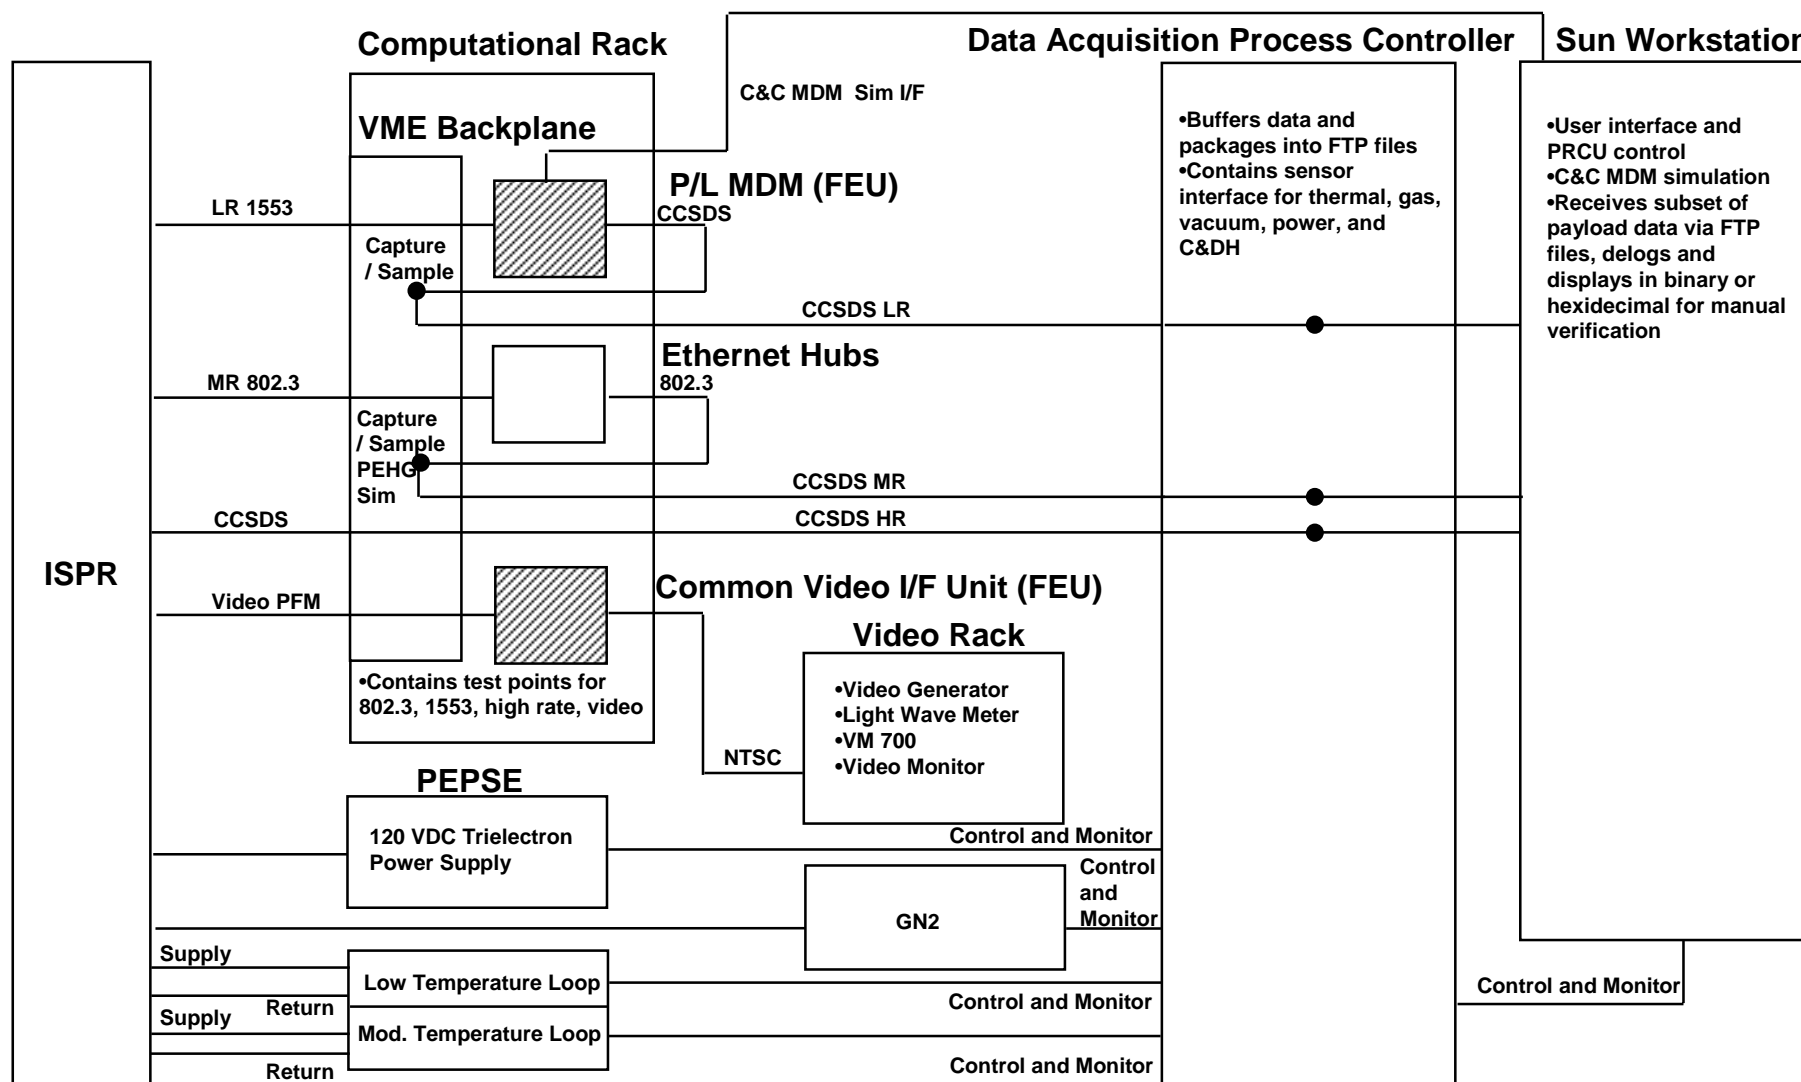 Computational Rack
Data Acquisition Process Controller
Sun Workstation
C&C MDM  Sim I/F
VME Backplane
•Buffers data and
packages into FTP files
•Contains sensor
interface for thermal, gas,
vacuum, power, and
C&DH
•User interface and
PRCU control
•C&C MDM simulation
•Receives subset of
payload data via FTP
files, delogs and
displays in binary or
hexidecimal for manual
verification
P/L MDM (FEU)
LR 1553
CCSDS
Capture
/ Sample
CCSDS LR
Ethernet Hubs
MR 802.3
802.3
Capture
/ Sample
PEHG
Sim
CCSDS MR
CCSDS
CCSDS HR
ISPR
Video PFM
Common Video I/F Unit (FEU)
Video Rack
•Contains test points for
802.3, 1553, high rate, video
•Video Generator
•Light Wave Meter
•VM 700
•Video Monitor
NTSC
PEPSE
120 VDC Trielectron
Power Supply
Control and Monitor
Control
and
Monitor
GN2
Supply
Low Temperature Loop
Return
Control and Monitor
Control and Monitor
Supply
Mod. Temperature Loop
Return
Control and Monitor